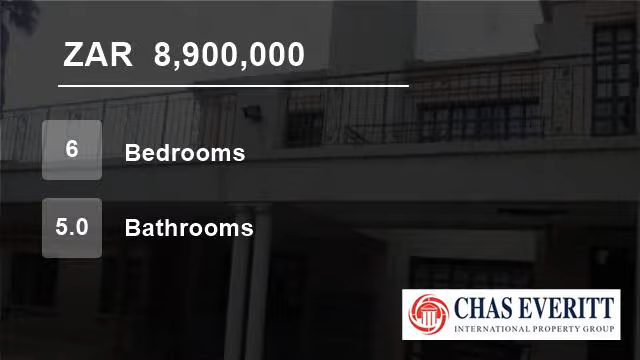 ZAR  8,900,000
6
Bedrooms
5.0
Bathrooms
CHAS EVERITT
INTERNATIONAL PROPERTY GROUP